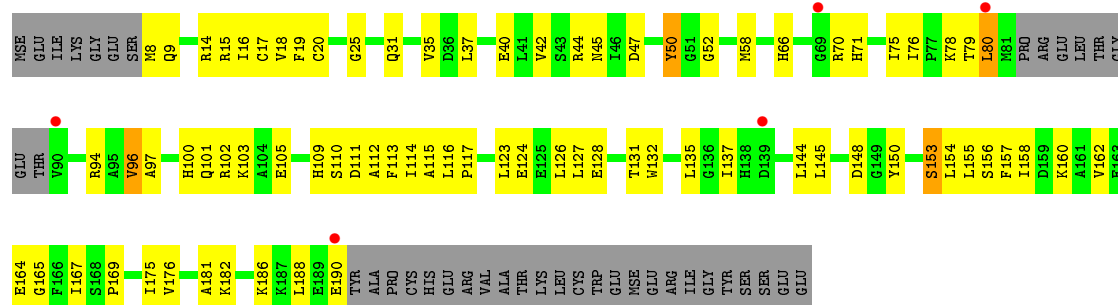 MSE GLU ILE LYS GLY GLU SER M8 Q9 R14 R15 I16 C17 V18 F19 C20 G25 Q31 V35 D36 L37 E40 L41 V42 S43 R44 N45 I46 D47 Y50 G51 G52 M58 H66 G69 R70 H71 I75 I76 P77 K78 T79 L80 M81 PRO ARG GLU LEU THR GLY
GLU THR V90 R94 A95 V96 A97 H100 Q101 R102 K103 A104 E105 H109 S110 D111 A112 F113 I114 A115 L116 P117 L123 E124 E125 L126 L127 E128 T131 W132 L135 G136 I137 H138 D139 L144 L145 D148 G149 Y150 S153 L154 L155 S156 F157 I158 D159 K160 A161 V162 E163
E164 G165 F166 I167 S168 P169 I175 V176 A181 K182 K186 K187 L188 E189 E190 TYR ALA PRO CYS HIS GLU ARG VAL ALA THR LYS LEU CYS TRP GLU MSE GLU ARG ILE GLY TYR SER SER GLU GLU